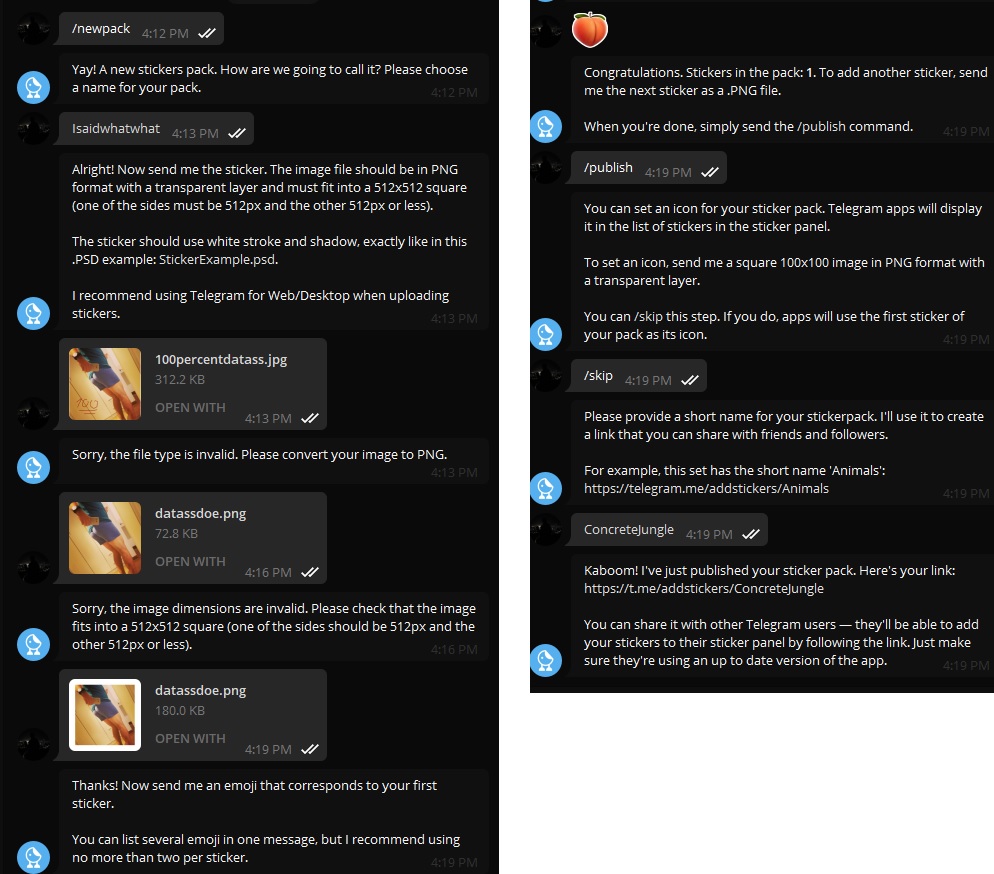 /newpack 4:12 PM
Yay! A new stickers pack. How are we going to call it? Please choose
a name for your pack.
4:12 PM
Isaidwhatwhat 4:13 PM
Alright! Now send me the sticker. The image file should be in PNG
format with a transparent layer and must fit into a 512x512 square
(one of the sides must be 512px and the other 512px or less).
The sticker should use white stroke and shadow, exactly like in this
.PSD example: StickerExample.psd.
I recommend using Telegram for Web/Desktop when uploading
stickers.
4:13 PM
100percentdatass.jpg
312.2 KB
OPEN WITH
4:13 PM
Sorry, the file type is invalid. Please convert your image to PNG.
4:13 PM
datassdoe.png
72.8 KB
OPEN WITH
4:16 PM
Sorry, the image dimensions are invalid. Please check that the image
fits into a 512x512 square (one of the sides should be 512px and the
other 512px or less).
4:16 PM
datassdoe.png
180.0 KB
OPEN WITH
4:19 PM
Thanks! Now send me an emoji that corresponds to your first
sticker.
You can list several emoji in one message, but I recommend using
no more than two per sticker.
4:19 PM
Congratulations. Stickers in the pack: 1. To add another sticker, send
me the next sticker as a .PNG file.
When you're done, simply send the /publish command.
4:19 PM
/publish 4:19 PM
You can set an icon for your sticker pack. Telegram apps will display
it in the list of stickers in the sticker panel.
To set an icon, send me a square 100x100 image in PNG format with
a transparent layer.
You can /skip this step. If you do, apps will use the first sticker of
your pack as its icon.
4:19 PM
/skip 4:19 PM
Please provide a short name for your stickerpack. I'll use it to create
a link that you can share with friends and followers.
For example, this set has the short name 'Animals':
https://telegram.me/addstickers/Animals
4:19 PM
ConcreteJungle 4:19 PM
Kaboom! I've just published your sticker pack. Here's your link:
https://t.me/addstickers/ConcreteJungle
You can share it with other Telegram users — they'll be able to add
your stickers to their sticker panel by following the link. Just make
sure they're using an up to date version of the app.
4:19 PM